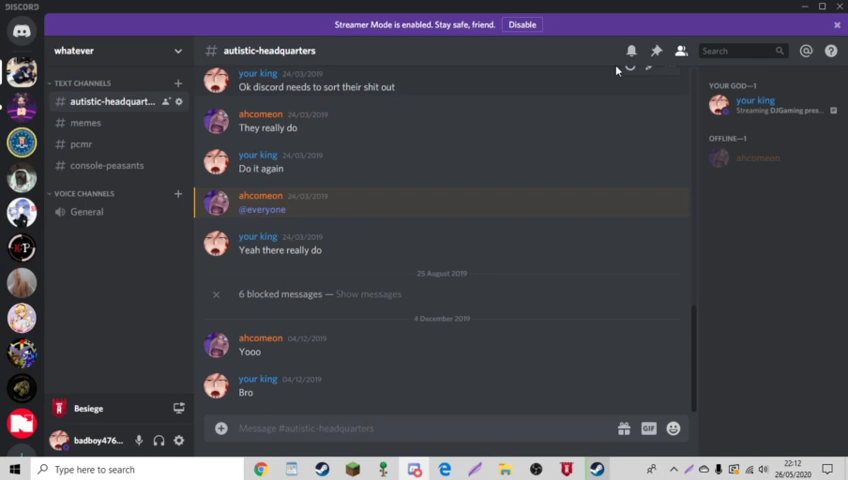 DISCORD
Streamer Mode is enabled. Stay safe, friend.
Disable
whatever
# autistic-headquarters
Search
TEXT CHANNELS
# autistic-headquart...
# memes
# pcmr
# console-peasants
VOICE CHANNELS
General
your king 24/03/2019
Ok discord needs to sort their shit out
ahcomeon 24/03/2019
They really do
your king 24/03/2019
Do it again
ahcomeon 24/03/2019
@everyone
your king 24/03/2019
Yeah there really do
25 August 2019
6 blocked messages — Show messages
4 December 2019
ahcomeon 04/12/2019
Yooo
your king 04/12/2019
Bro
Message #autistic-headquarters
GIF
YOUR GOD—1
your king
Streaming DJGaming pres...
OFFLINE—1
ahcomeon
Besiege
badboy476...
Type here to search
22:12
26/05/2020